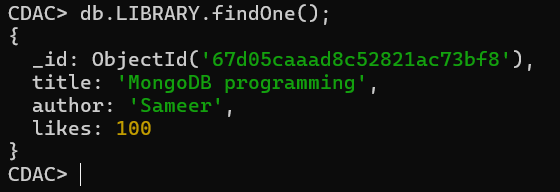 CDAC> db.LIBRARY.findOne();
{
  _id: ObjectId('67d05caaad8c52821ac73bf8'),
  title: 'MongoDB programming',
  author: 'Sameer',
  likes: 100
}
CDAC>